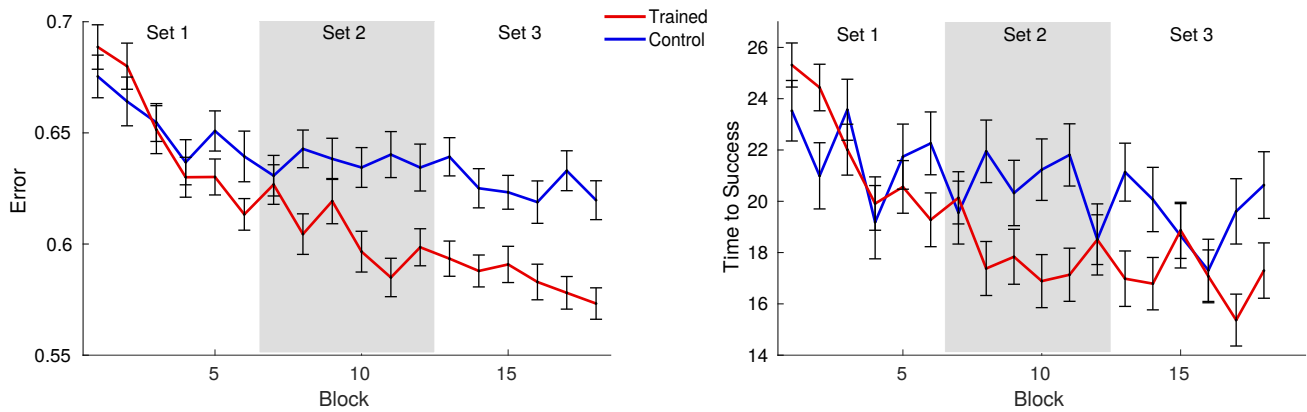 0.7
0.65
0.6
0.55
Error
Set 1
Set 2
Set 3
5
10
15
Block
Trained
Control
26
24
22
20
18
16
14
Time to Success
Set 1
Set 2
Set 3
5
10
15
Block